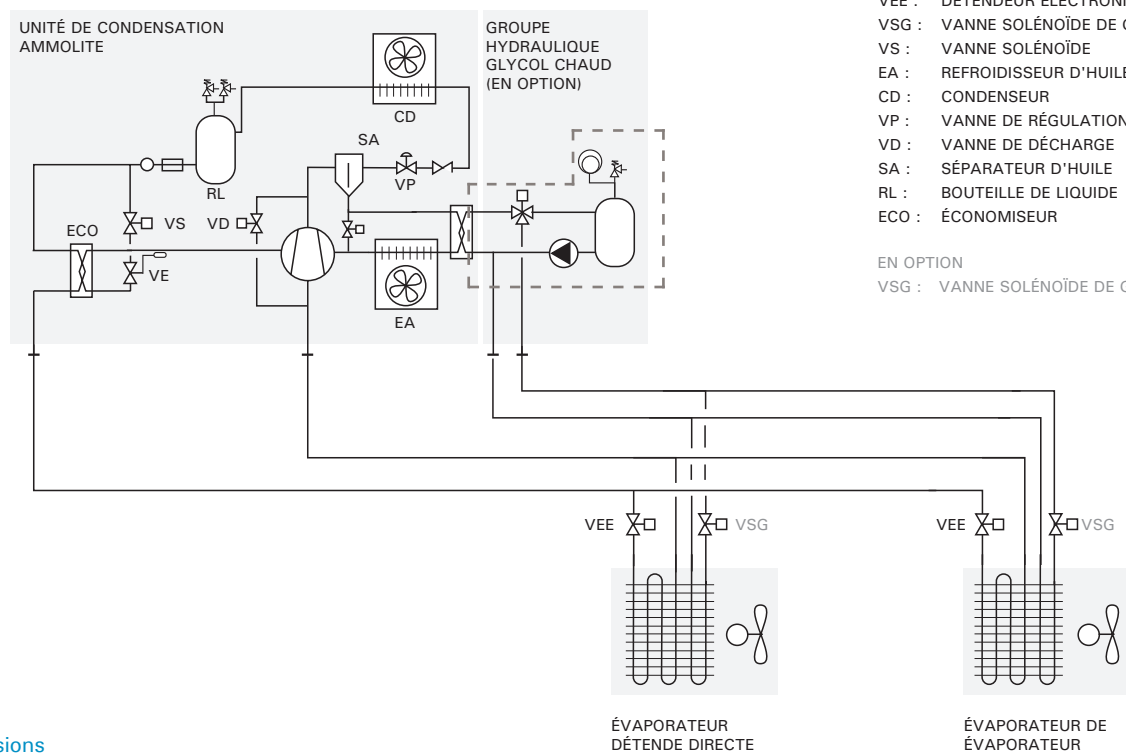 UNITÉ DE CONDENSATION
AMMOLITE
GROUPE
HYDRAULIQUE
GLYCOL CHAUD
(EN OPTION)
CD
SA
VP
RL
VS
VD
ECO
VE
EA
VSG : VANNE SOLÉNOÏDE DE
VS : VANNE SOLÉNOÏDE
EA : REFROIDISSEUR D'HUILE
CD : CONDENSEUR
VP : VANNE DE RÉGULATION
VD : VANNE DE DÉCHARGE
SA : SÉPARATEUR D'HUILE
RL : BOUTEILLE DE LIQUIDE
ECO : ÉCONOMISEUR
EN OPTION
VSG : VANNE SOLÉNOÏDE DE
VEE
VSG
VEE
VSG
ÉVAPORATEUR
DÉTENDE DIRECTE
ÉVAPORATEUR DE
ÉVAPORATEUR